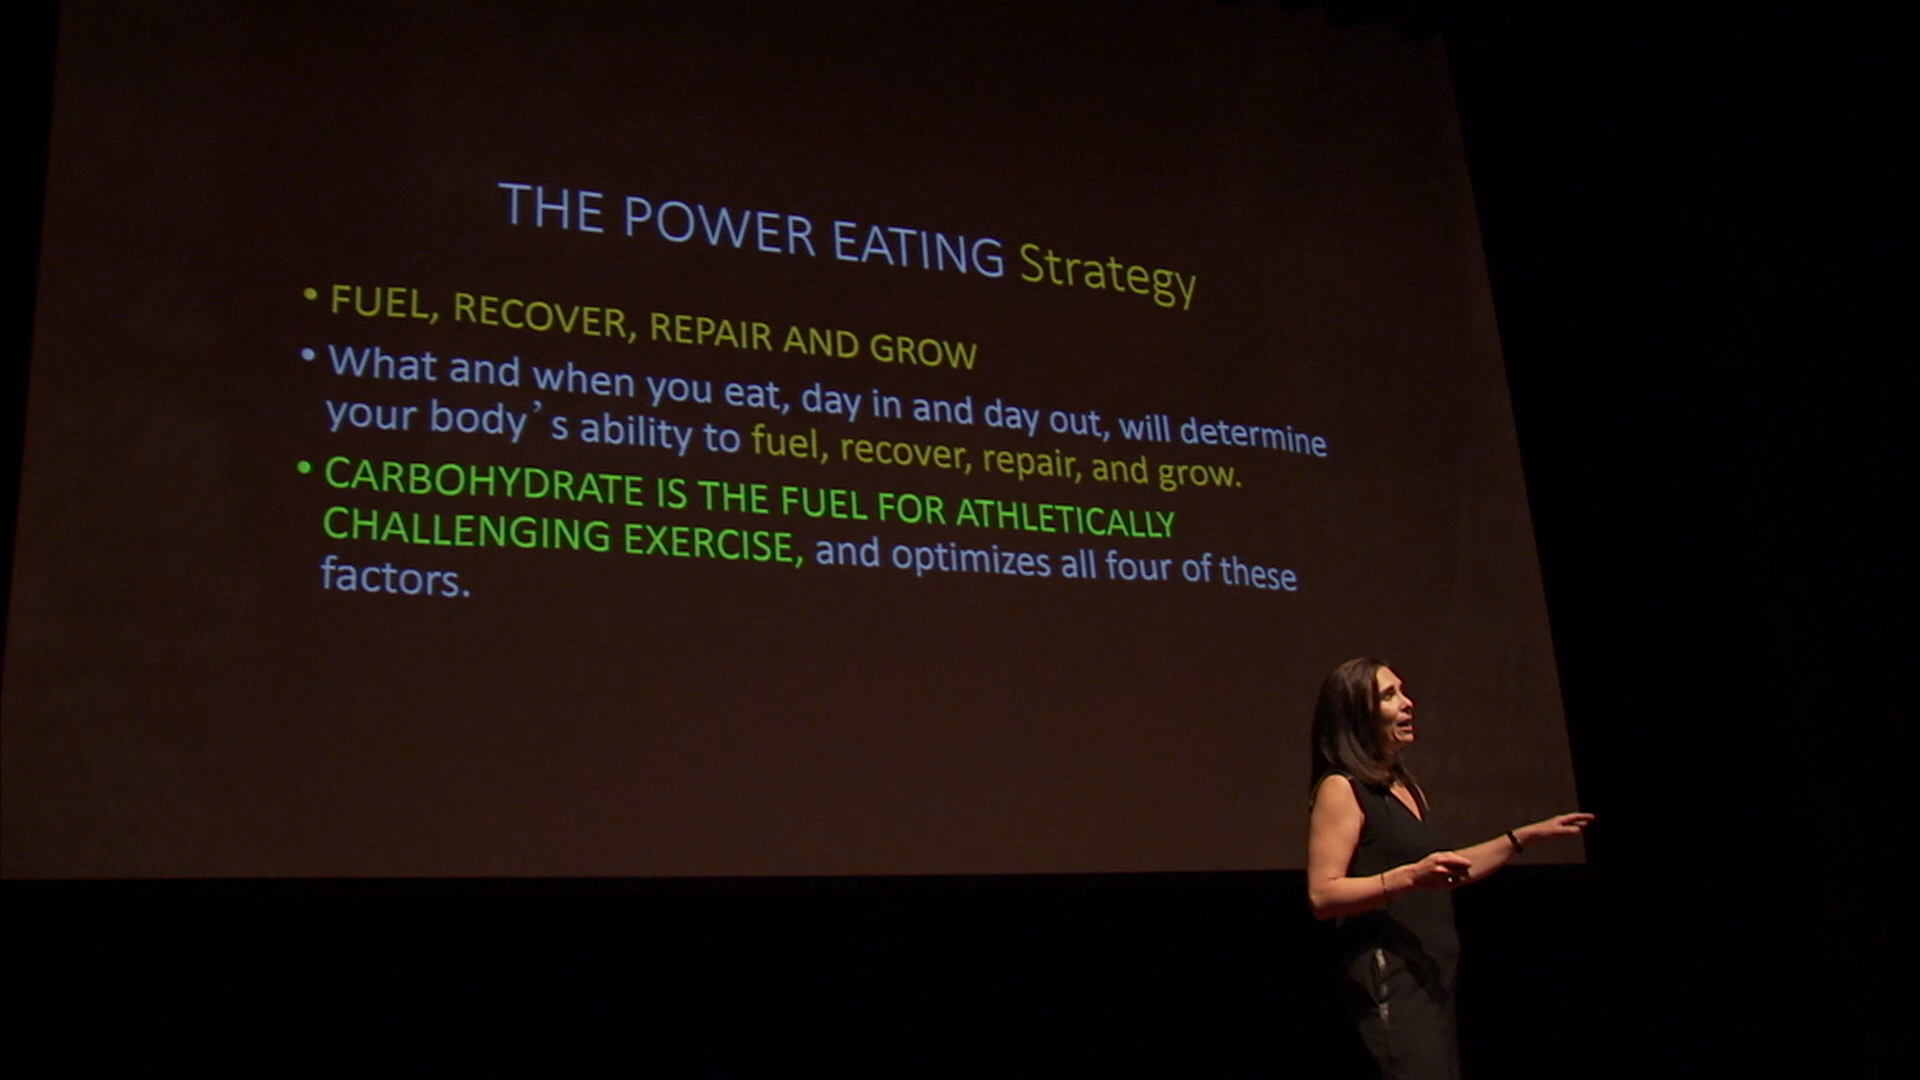 THE POWER EATING Strategy
• FUEL, RECOVER, REPAIR AND GROW
• What and when you eat, day in and day out, will determine
your body's ability to fuel, recover, repair, and grow.
• CARBOHYDRATE IS THE FUEL FOR ATHLETICALLY
CHALLENGING EXERCISE, and optimizes all four of these
factors.